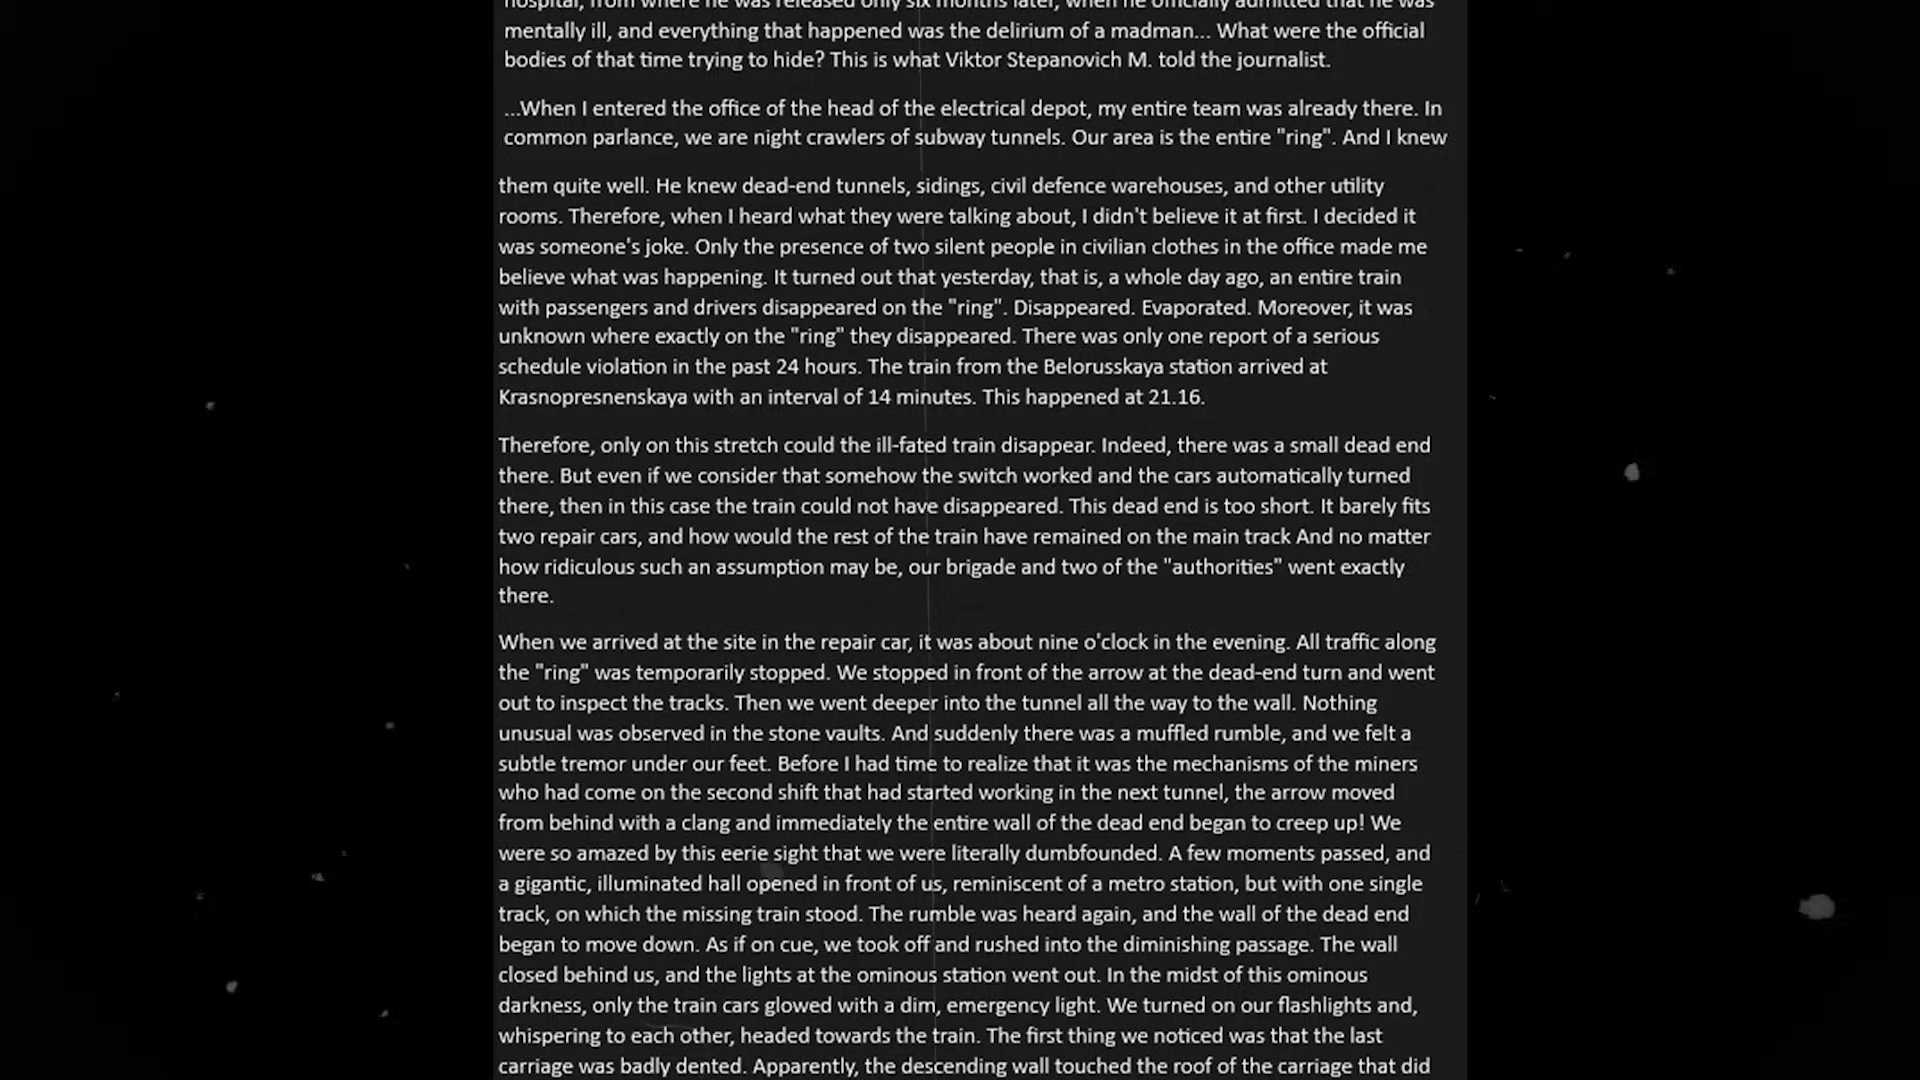 hospital, from where he was released only six months later, when he officially admitted that he was
mentally ill, and everything that happened was the delirium of a madman... What were the official
bodies of that time trying to hide? This is what Viktor Stepanovich M. told the journalist.
...When I entered the office of the head of the electrical depot, my entire team was already there. In
common parlance, we are night crawlers of subway tunnels. Our area is the entire "ring". And I knew
them quite well. He knew dead-end tunnels, sidings, civil defence warehouses, and other utility
rooms. Therefore, when I heard what they were talking about, I didn't believe it at first. I decided it
was someone's joke. Only the presence of two silent people in civilian clothes in the office made me
believe what was happening. It turned out that yesterday, that is, a whole day ago, an entire train
with passengers and drivers disappeared on the "ring". Disappeared. Evaporated. Moreover, it was
unknown where exactly on the "ring" they disappeared. There was only one report of a serious
schedule violation in the past 24 hours. The train from the Belorusskaya station arrived at
Krasnopresnenskaya with an interval of 14 minutes. This happened at 21.16.
Therefore, only on this stretch could the ill-fated train disappear. Indeed, there was a small dead end
there. But even if we consider that somehow the switch worked and the cars automatically turned
there, then in this case the train could not have disappeared. This dead end is too short. It barely fits
two repair cars, and how would the rest of the train have remained on the main track And no matter
how ridiculous such an assumption may be, our brigade and two of the "authorities" went exactly
there.
When we arrived at the site in the repair car, it was about nine o'clock in the evening. All traffic along
the "ring" was temporarily stopped. We stopped in front of the arrow at the dead-end turn and went
out to inspect the tracks. Then we went deeper into the tunnel all the way to the wall. Nothing
unusual was observed in the stone vaults. And suddenly there was a muffled rumble, and we felt a
subtle tremor under our feet. Before I had time to realize that it was the mechanisms of the miners
who had come on the second shift that had started working in the next tunnel, the arrow moved
from behind with a clang and immediately the entire wall of the dead end began to creep up! We
were so amazed by this eerie sight that we were literally dumbfounded. A few moments passed, and
a gigantic, illuminated hall opened in front of us, reminiscent of a metro station, but with one single
track, on which the missing train stood. The rumble was heard again, and the wall of the dead end
began to move down. As if on cue, we took off and rushed into the diminishing passage. The wall
closed behind us, and the lights at the ominous station went out. In the midst of this ominous
darkness, only the train cars glowed with a dim, emergency light. We turned on our flashlights and,
whispering to each other, headed towards the train. The first thing we noticed was that the last
carriage was badly dented. Apparently, the descending wall touched the roof of the carriage that did